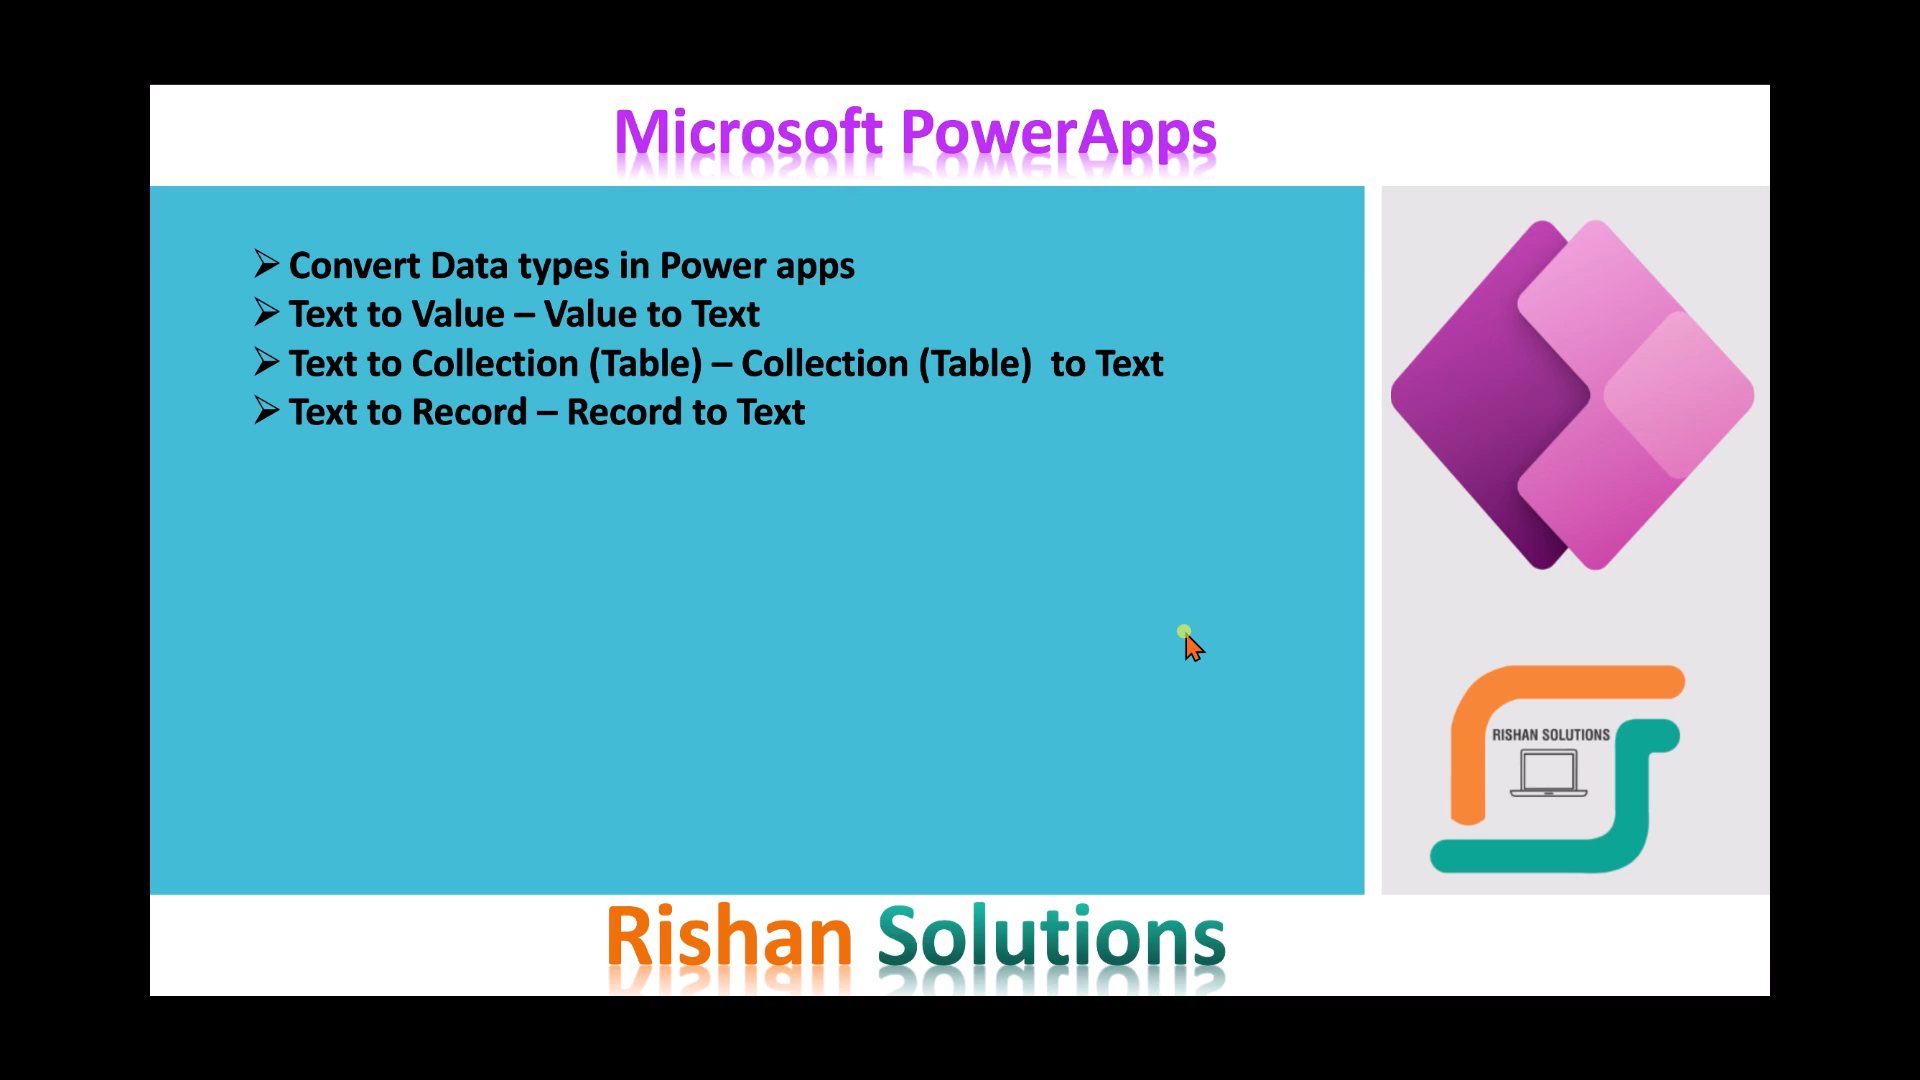 Microsoft PowerApps
➢ Convert Data types in Power apps
➢ Text to Value – Value to Text
➢ Text to Collection (Table) – Collection (Table)  to Text
➢ Text to Record – Record to Text
RISHAN SOLUTIONS
Rishan Solutions